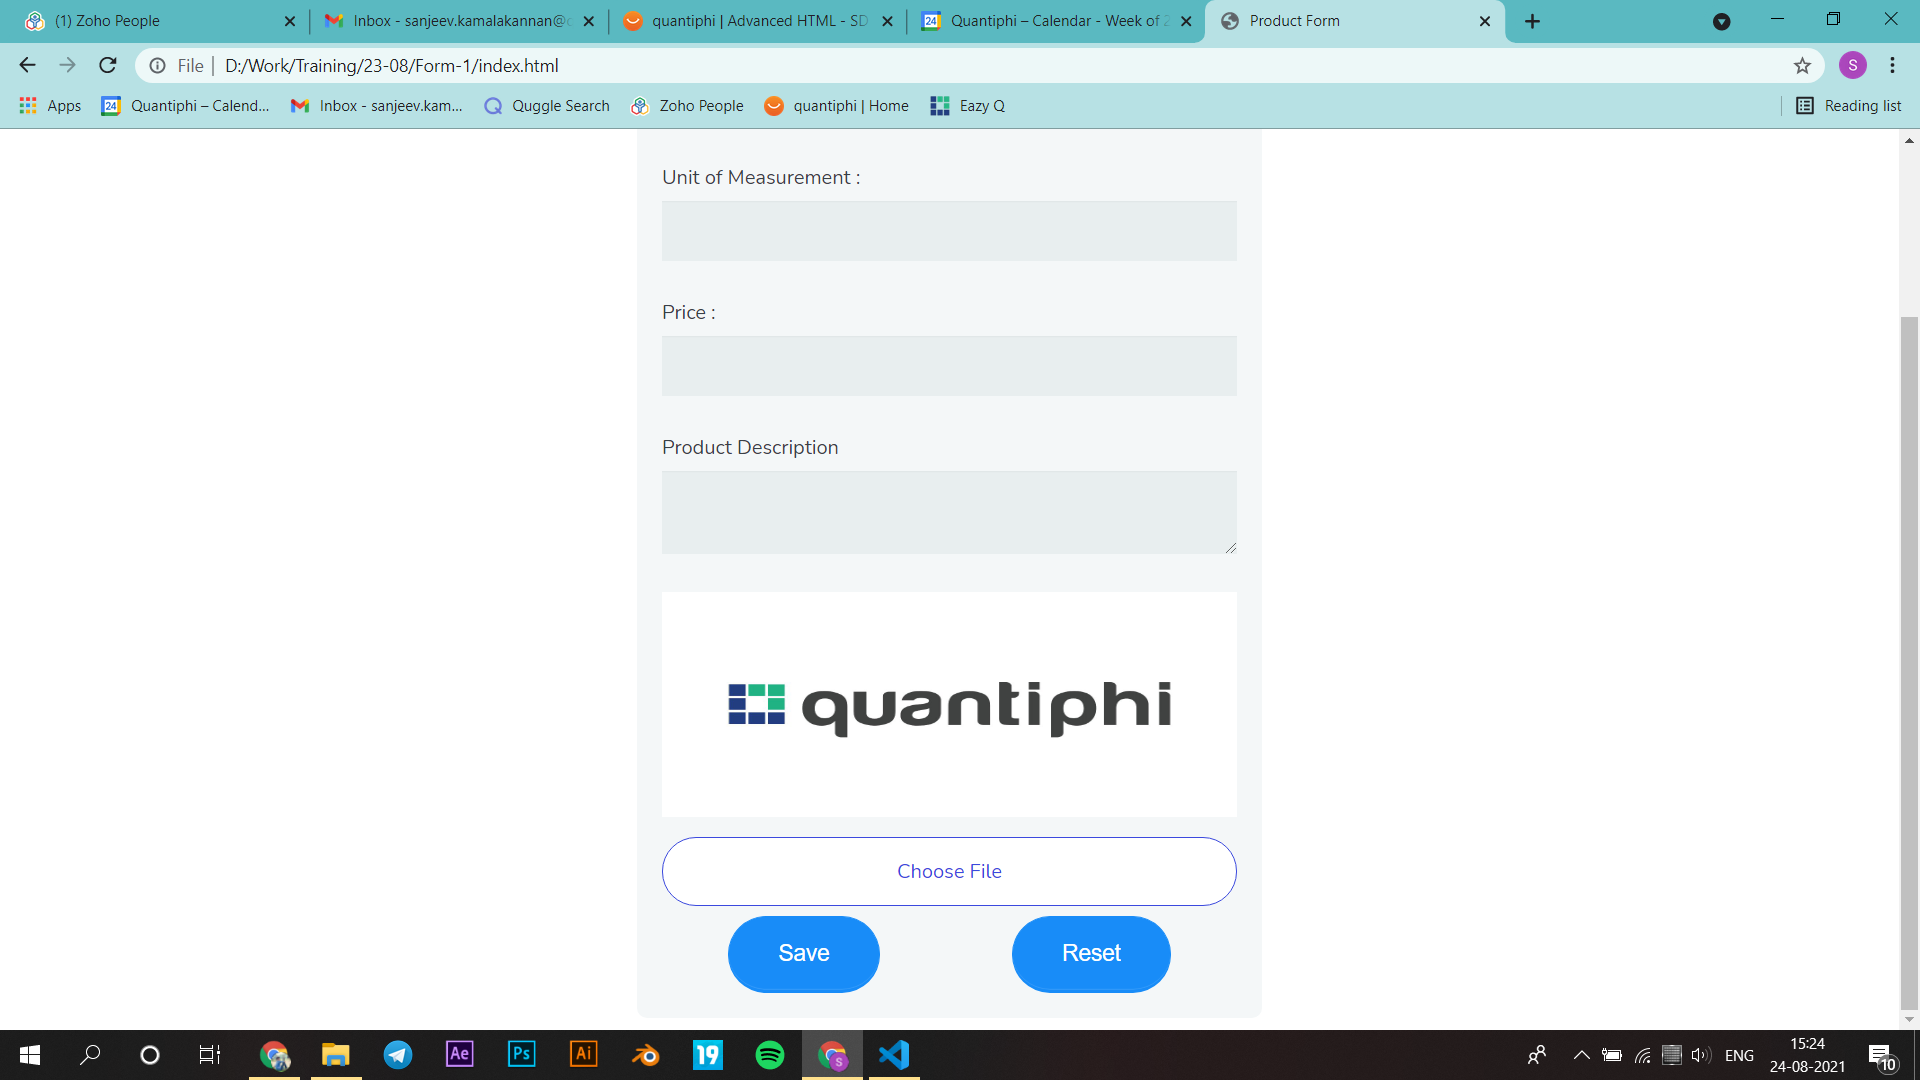 (1) Zoho People
Inbox - sanjeev.kamalakannan@
quantiphi | Advanced HTML - SD
Quantiphi – Calendar - Week of 2
Product Form
File
D:/Work/Training/23-08/Form-1/index.html
S
Apps
24
Quantiphi – Calend...
Inbox - sanjeev.kam...
Quggle Search
Zoho People
quantiphi | Home
Eazy Q
Reading list
Unit of Measurement :
Price :
Product Description
quantiphi
Choose File
Save
Reset
Ae
Ps
Ai
19
S
ENG
15:24
24-08-2021
10